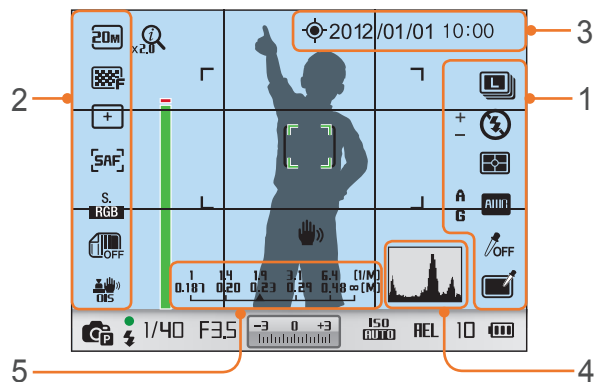 3
2012/01/01 10:00
2
20M
i
x2.0
L
1
F
+
+
−
SAF
S.
RGB
A
G
AWB
OFF
OFF
OIS
1 1.4 1.9 3.1 6.4 [1/M]
0.187 0.20 0.23 0.29 0.48 ∞ [M]
P
1/40 F3.5
-3 0 +3
ISO
AUTO
AEL
10
5
4